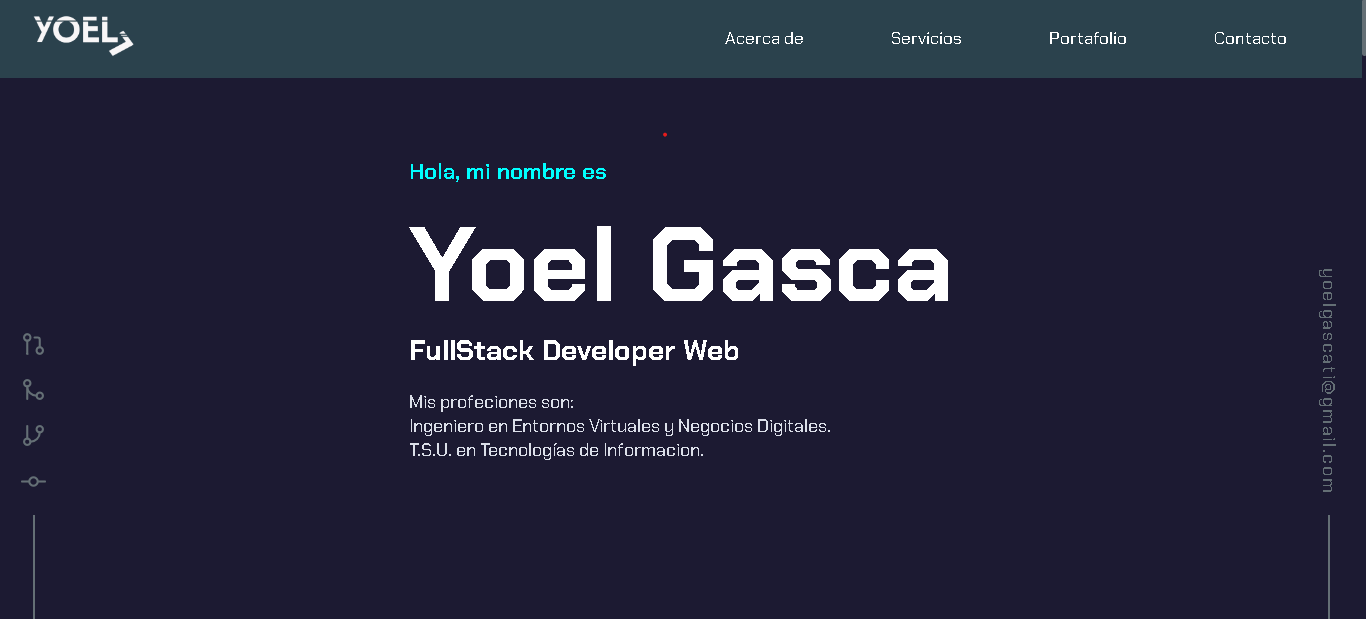 YOEL
Acerca de
Servicios
Portafolio
Contacto
Hola, mi nombre es
Yoel Gasca
FullStack Developer Web
Mis profeciones son:
Ingeniero en Entornos Virtuales y Negocios Digitales.
T.S.U. en Tecnologías de Informacion.
yoelgascati@gmail.com